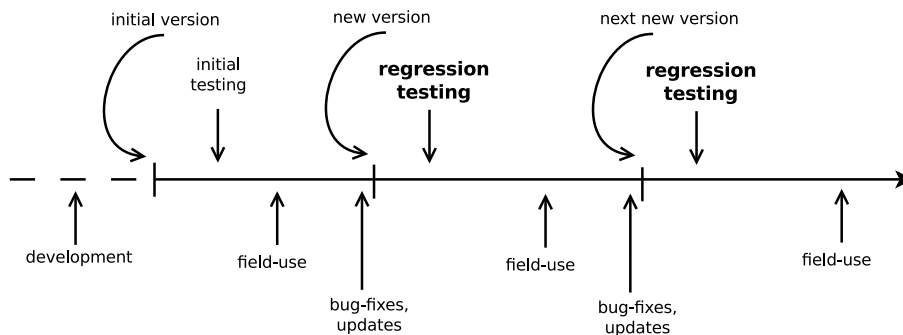 initial version
new version
next new version
initial
testing
regression
testing
regression
testing
development
field-use
field-use
field-use
bug-fixes,
updates
bug-fixes,
updates